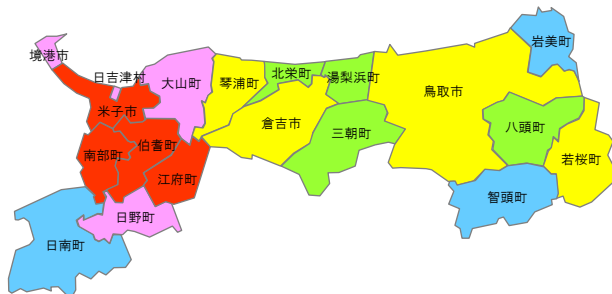 岩美町
境港市
日吉津村
大山町
琴浦町
北栄町
湯梨浜町
鳥取市
米子市
倉吉市
三朝町
八頭町
南部町
伯耆町
江府町
若桜町
智頭町
日野町
日南町